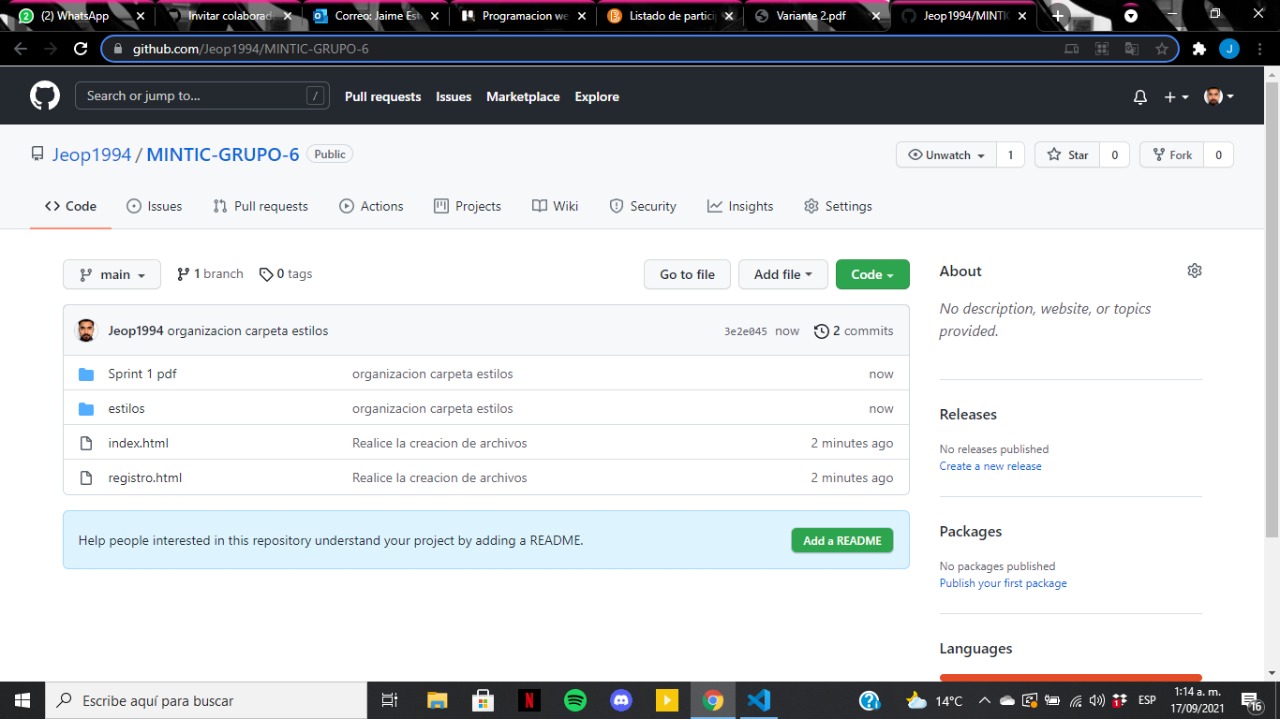 (2) WhatsApp
Invitar colaborad
Correo: Jaime Est
Programacion we
Listado de particip
Variante 2.pdf
Jeop1994/MINTIC
github.com/Jeop1994/MINTIC-GRUPO-6
J
Search or jump to...
/
Pull requests
Issues
Marketplace
Explore
Jeop1994 / MINTIC-GRUPO-6
Public
Unwatch
1
Star
0
Fork
0
Code
Issues
Pull requests
Actions
Projects
Wiki
Security
Insights
Settings
main
1 branch
0 tags
Go to file
Add file
Code
Jeop1994 organizacion carpeta estilos
3e2e045 now
2 commits
Sprint 1 pdf
organizacion carpeta estilos
now
estilos
organizacion carpeta estilos
now
index.html
Realice la creacion de archivos
2 minutes ago
registro.html
Realice la creacion de archivos
2 minutes ago
Help people interested in this repository understand your project by adding a README.
Add a README
About
No description, website, or topics
provided.
Releases
No releases published
Create a new release
Packages
No packages published
Publish your first package
Languages
Escribe aquí para buscar
14°C
ESP
1:14 a. m.
17/09/2021
16